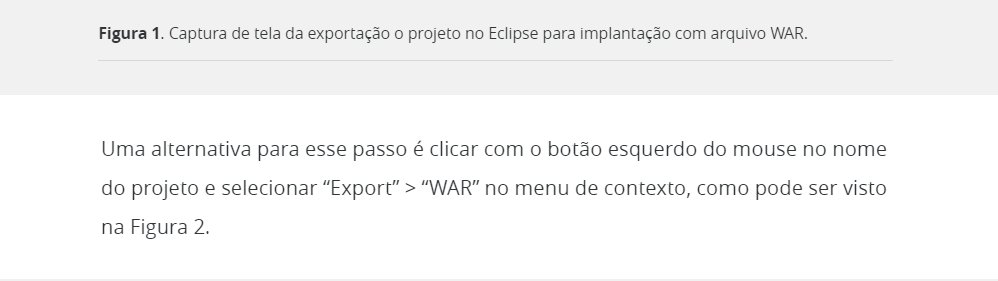 Figura 1. Captura de tela da exportação o projeto no Eclipse para implantação com arquivo WAR.
Uma alternativa para esse passo é clicar com o botão esquerdo do mouse no nome
do projeto e selecionar “Export” > “WAR” no menu de contexto, como pode ser visto
na Figura 2.